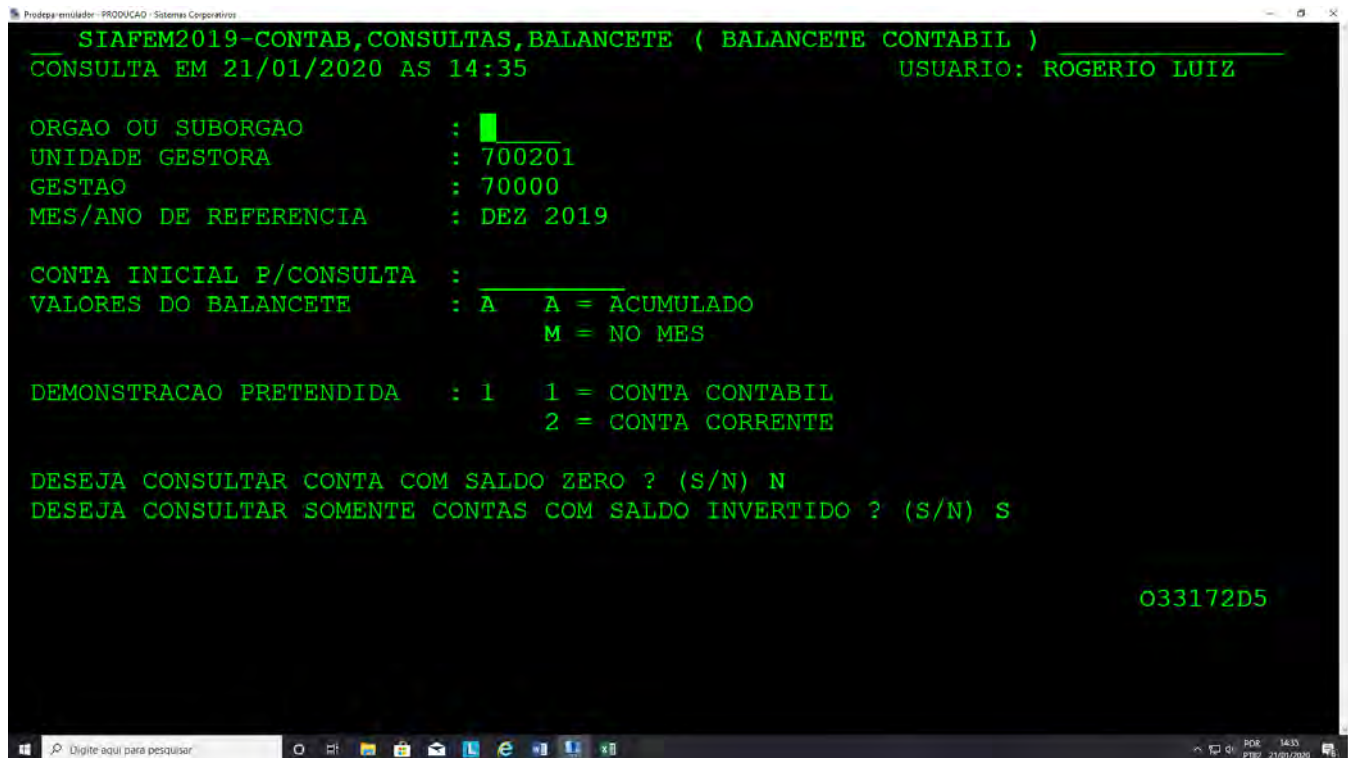 Prodepa-emulador - PRODUCAO - Sistemas Corporativos
__ SIAFEM2019-CONTAB,CONSULTAS,BALANCETE ( BALANCETE CONTABIL ) ______________
CONSULTA EM 21/01/2020 AS 14:35 USUARIO: ROGERIO LUIZ
ORGAO OU SUBORGAO : _____
UNIDADE GESTORA : 700201
GESTAO : 70000
MES/ANO DE REFERENCIA : DEZ 2019
CONTA INICIAL P/CONSULTA : _________
VALORES DO BALANCETE : A A = ACUMULADO
M = NO MES
DEMONSTRACAO PRETENDIDA : 1 1 = CONTA CONTABIL
2 = CONTA CORRENTE
DESEJA CONSULTAR CONTA COM SALDO ZERO ? (S/N) N
DESEJA CONSULTAR SOMENTE CONTAS COM SALDO INVERTIDO ? (S/N) S
O33172D5
Digite aqui para pesquisar
POR 14:35
PTB2 21/01/2020